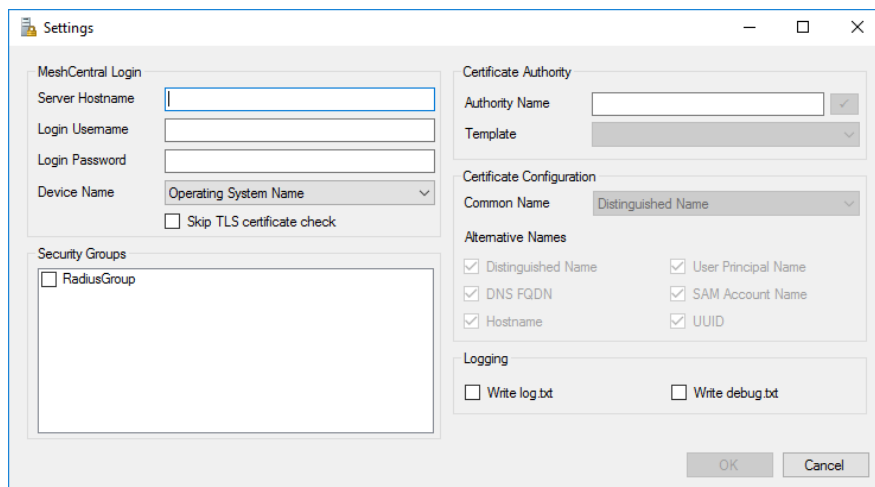 Settings
MeshCentral Login
Server Hostname
Login Username
Login Password
Device Name
Operating System Name
Skip TLS certificate check
Security Groups
RadiusGroup
Certificate Authority
Authority Name
Template
Certificate Configuration
Common Name
Distinguished Name
Alternative Names
Distinguished Name
User Principal Name
DNS FQDN
SAM Account Name
Hostname
UUID
Logging
Write log.txt
Write debug.txt
OK
Cancel